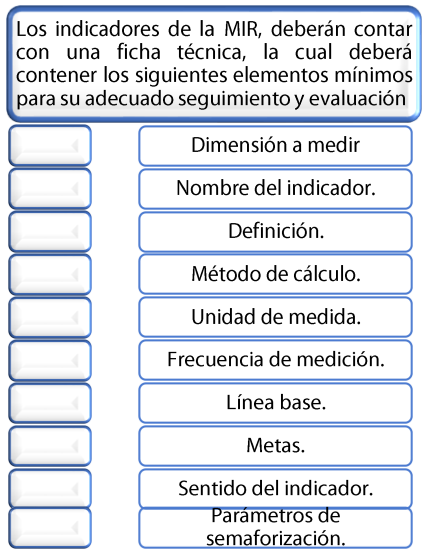 Los indicadores de la MIR, deberán contar
con una ficha técnica, la cual deberá
contener los siguientes elementos mínimos
para su adecuado seguimiento y evaluación
Dimensión a medir
Nombre del indicador.
Definición.
Método de cálculo.
Unidad de medida.
Frecuencia de medición.
Línea base.
Metas.
Sentido del indicador.
Parámetros de
semaforización.